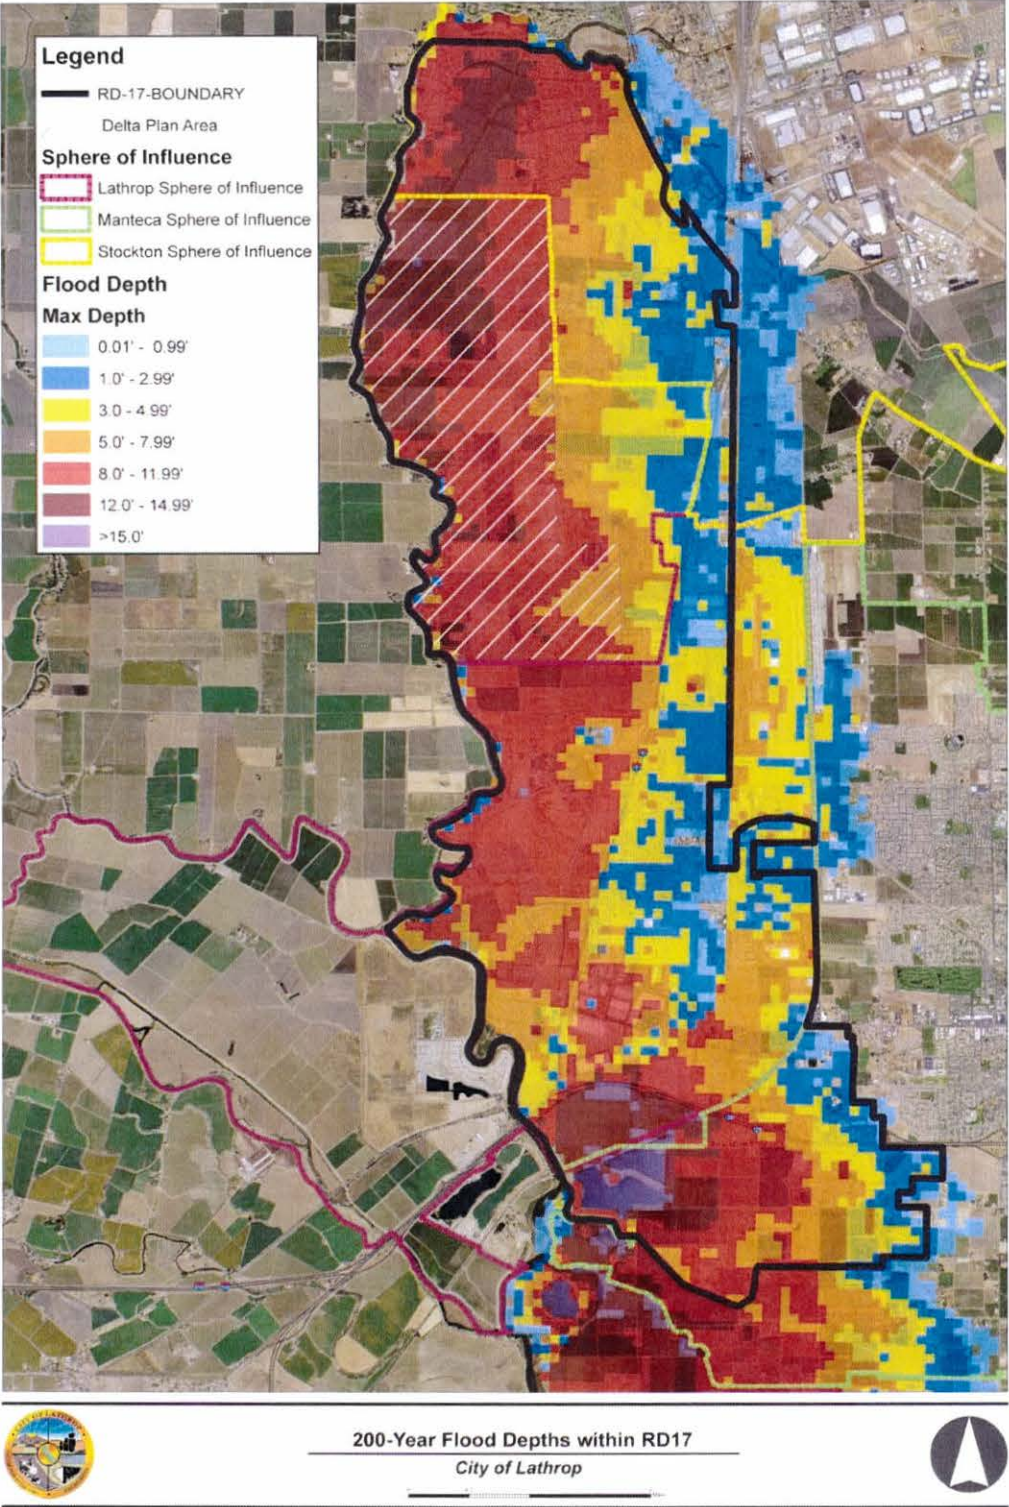 Legend
RD-17-BOUNDARY
Delta Plan Area
Sphere of Influence
Lathrop Sphere of Influence
Manteca Sphere of Influence
Stockton Sphere of Influence
Flood Depth
Max Depth
0.01' - 0.99'
1.0' - 2.99'
3.0 - 4.99'
5.0' - 7.99'
8.0' - 11.99'
12.0' - 14.99'
>15.0'
200-Year Flood Depths within RD17
City of Lathrop